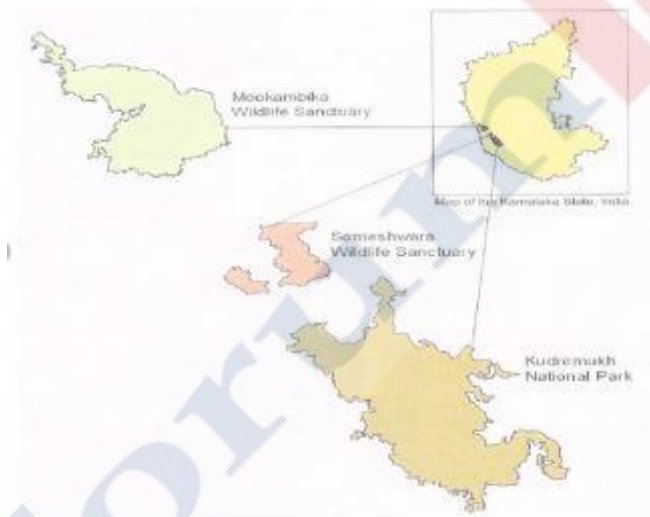 Mookambika
Wildlife Sanctuary
Map of the Karnataka State, India.
Someshwara
Wildlife Sanctuary
Kudremukh
National Park